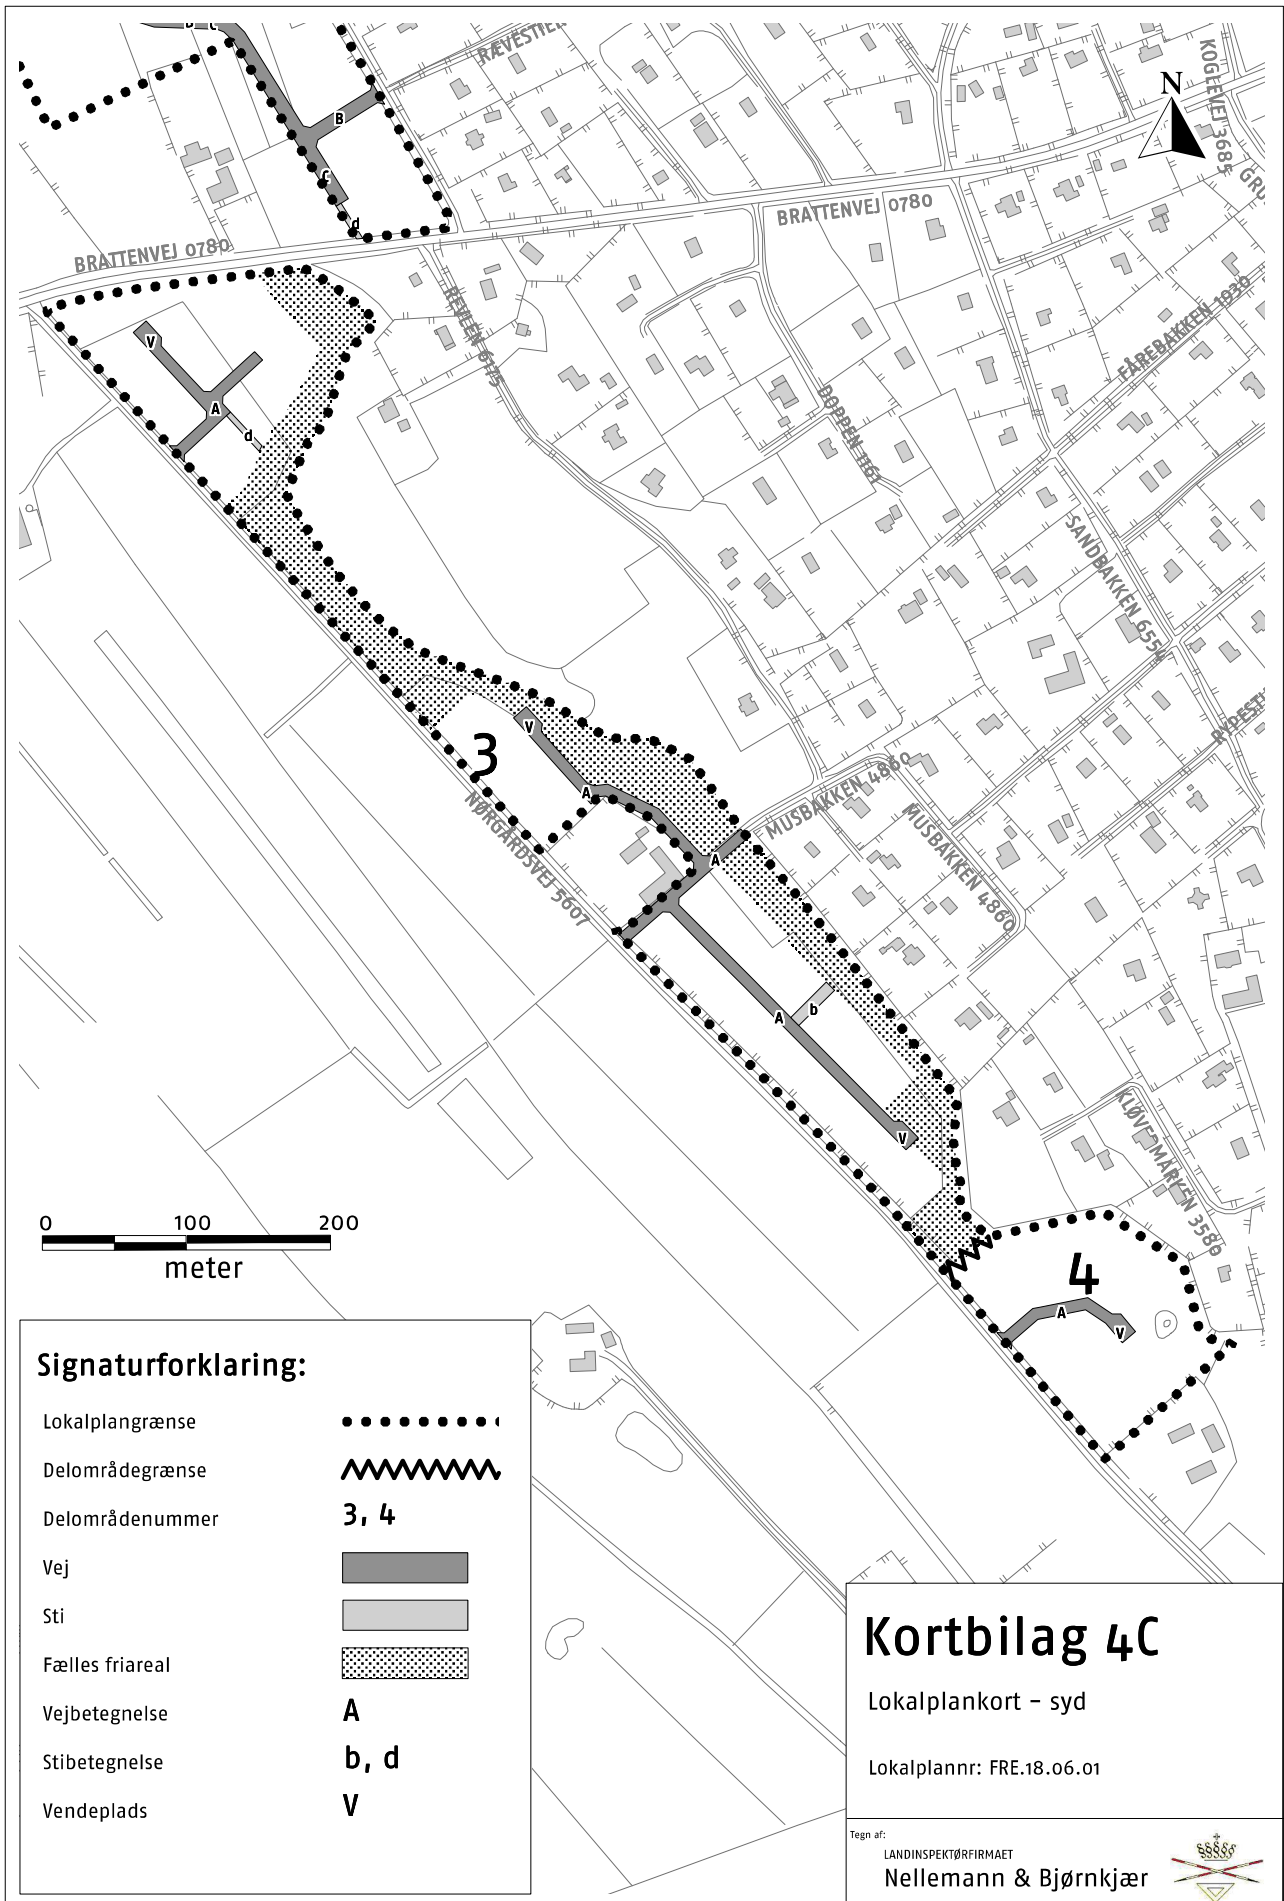 B C
RÆVESTIEN
KOGLEVEJ 3685
N
B
C
d
BRATTENVEJ 0780
BRATTENVEJ 0780
REVLEN 6175
FÅREBAKKEN 1930
V
A
d
DOPPEN 1161
SANDBAKKEN 6554
V
3
A
MUSBAKKEN 4860
MUSBAKKEN 4860
NØRGÅRDSVEJ 5607
A
A
b
V
KLØVERMARKEN 3580
0 100 200
meter
4
A
V
Signaturforklaring:
Lokalplangrænse
Delområdegrænse
Delområdenummer 3, 4
Vej
Sti
Fælles friareal
Vejbetegnelse A
Stibetegnelse b, d
Vendeplads V
Kortbilag 4C
Lokalplankort - syd
Lokalplannr: FRE.18.06.01
Tegn af:
LANDINSPEKTØRFIRMAET
Nellemann & Bjørnkjær